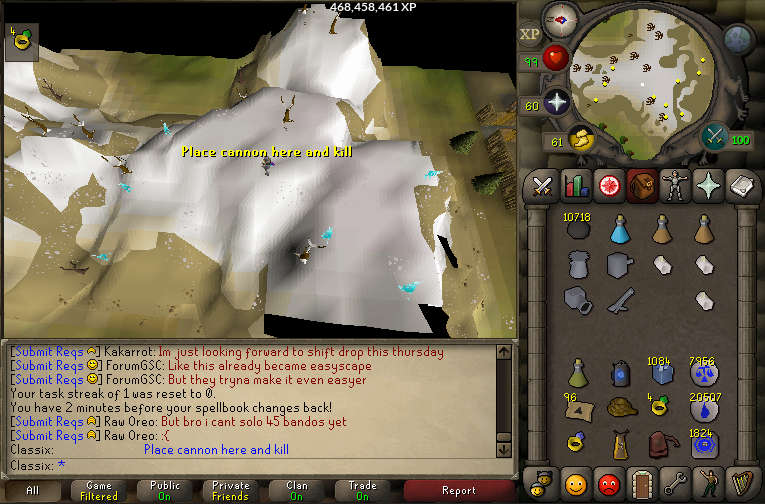 468,458,461 XP
4
XP
99
60
61
100
Place cannon here and kill
10718
1084
7956
96
4
20507
1824
[Submit Reqs] Kakarrot: Im just looking forward to shift drop this thursday
[Submit Reqs] ForumGSC: Like this already became easyscape
[Submit Reqs] ForumGSC: But they tryna make it even easyer
Your task streak of 1 was reset to 0.
You have 2 minutes before your spellbook changes back!
[Submit Reqs] Raw Oreo: But bro i cant solo 45 bandos yet
[Submit Reqs] Raw Oreo: :{
Classix: Place cannon here and kill
Classix: *
All
Game
Filtered
Public
On
Private
Friends
Clan
On
Trade
On
Report